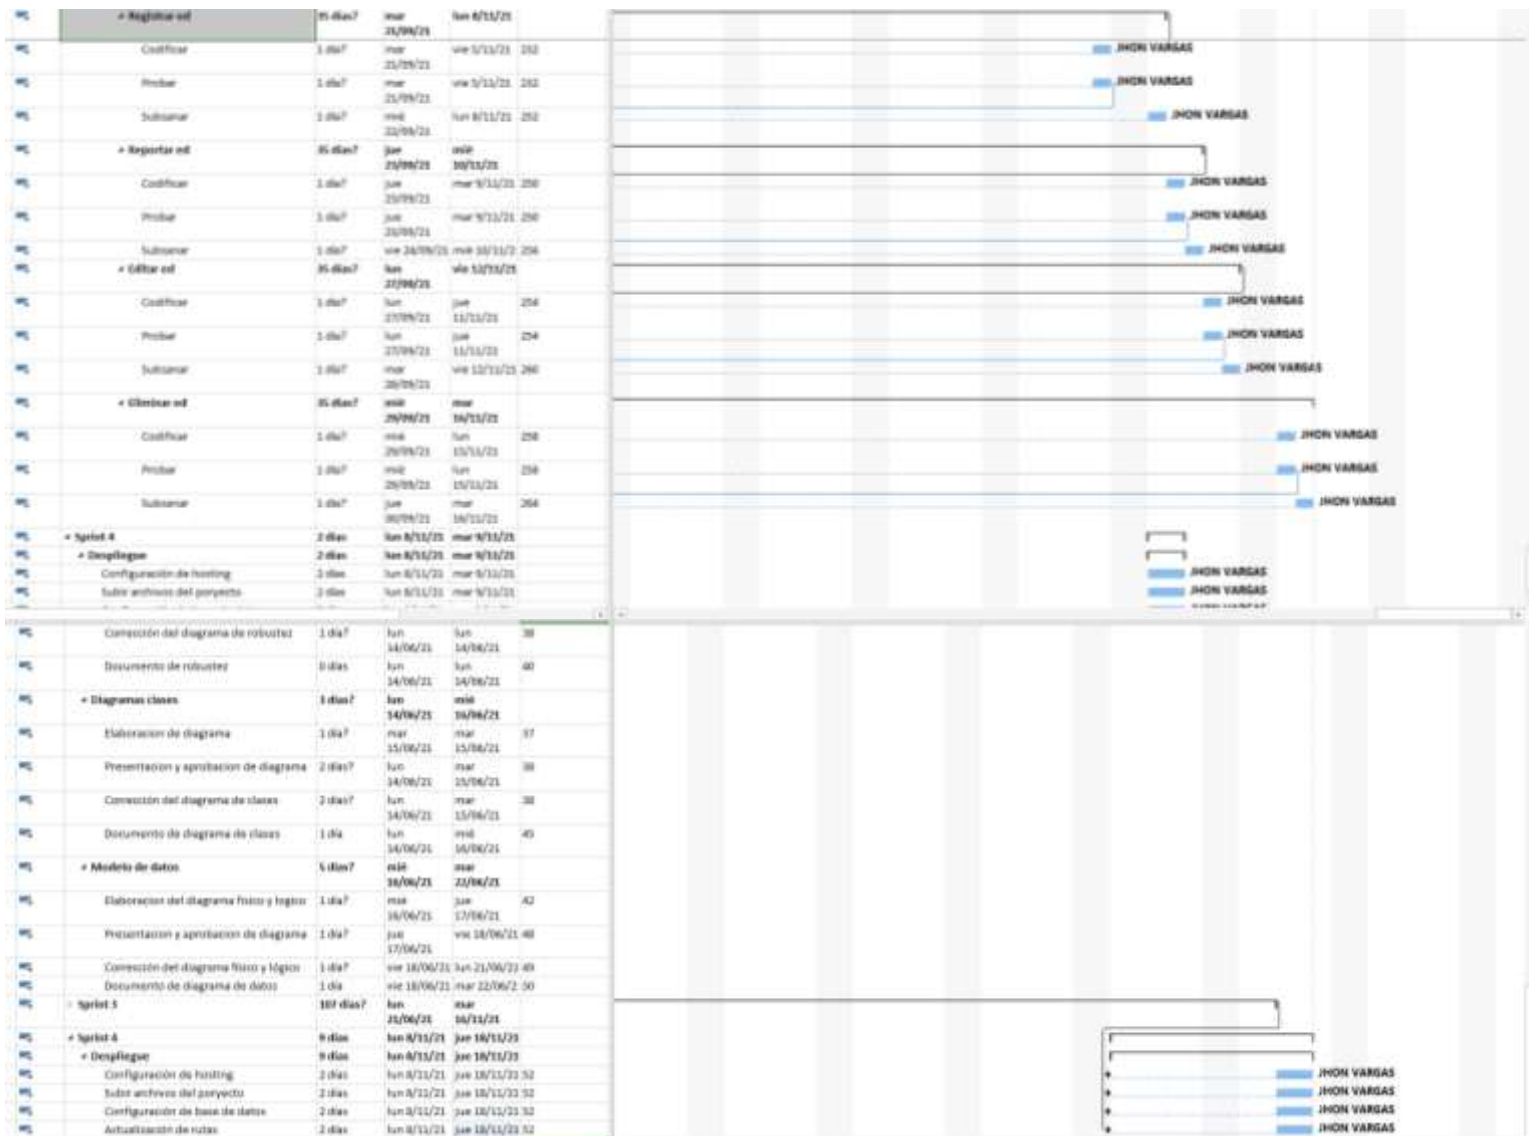 Registrar ed 35 días? mar 21/09/21 lun 8/11/21
Codificar 1 día? mar 21/09/21 vie 5/11/21 252 JHON VARGAS
Probar 1 día? mar 21/09/21 vie 5/11/21 252 JHON VARGAS
Subsanar 1 día? mié 22/09/21 lun 8/11/21 JHON VARGAS
Reportar ed 35 días? jue 23/09/21 mié 10/11/21
Codificar 1 día? jue 23/09/21 mar 9/11/21 250 JHON VARGAS
Probar 1 día? jue 23/09/21 mar 9/11/21 250 JHON VARGAS
Subsanar 1 día? vie 24/09/21 mié 10/11/2 256 JHON VARGAS
Editar ed 35 días? lun 27/09/21 vie 12/11/21
Codificar 1 día? lun 27/09/21 jue 11/11/21 254 JHON VARGAS
Probar 1 día? lun 27/09/21 jue 11/11/21 254 JHON VARGAS
Subsanar 1 día? mar 28/09/21 vie 12/11/21 260 JHON VARGAS
Eliminar ed 35 días? mié 29/09/21 mar 16/11/21
Codificar 1 día? mié 29/09/21 lun 15/11/21 258 JHON VARGAS
Probar 1 día? mié 29/09/21 lun 15/11/21 258 JHON VARGAS
Subsanar 1 día? jue 30/09/21 mar 16/11/21 264 JHON VARGAS
Sprint 4 2 días lun 8/11/21 mar 9/11/21
Despliegue 2 días lun 8/11/21 mar 9/11/21
Configuración de hosting 2 días lun 8/11/21 mar 9/11/21 JHON VARGAS
Subir archivos del poryecto 2 días lun 8/11/21 mar 9/11/21 JHON VARGAS
Corrección del diagrama de robustez 1 día? lun 14/06/21 lun 14/06/21 38
Documento de robustez 0 días lun 14/06/21 lun 14/06/21 40
Diagramas clases 3 días? lun 14/06/21 mié 16/06/21
Elaboracion de diagrama 1 día? mar 15/06/21 mar 15/06/21 37
Presentacion y aprobacion de diagrama 2 días? lun 14/06/21 mar 15/06/21 38
Corrección del diagrama de clases 2 días? lun 14/06/21 mar 15/06/21 38
Documento de diagrama de clases 1 día lun 14/06/21 mié 16/06/21 45
Modelo de datos 5 días? mié 16/06/21 mar 22/06/21
Elaboracion del diagrama fisico y logico 1 día? mié 16/06/21 jue 17/06/21 42
Presentacion y aprobacion de diagrama 1 día? jue 17/06/21 vie 18/06/21 48
Corrección del diagrama físico y lógico 1 día? vie 18/06/21 lun 21/06/21 49
Documento de diagrama de datos 1 día vie 18/06/21 mar 22/06/2 50
Sprint 3 107 días? lun 21/06/21 mar 16/11/21
Sprint 4 9 días lun 8/11/21 jue 18/11/21
Despliegue 9 días lun 8/11/21 jue 18/11/21
Configuración de hosting 2 días lun 8/11/21 jue 18/11/21 52 JHON VARGAS
Subir archivos del poryecto 2 días lun 8/11/21 jue 18/11/21 52 JHON VARGAS
Configuración de base de datos 2 días lun 8/11/21 jue 18/11/21 52 JHON VARGAS
Actualización de rutas 2 días lun 8/11/21 jue 18/11/21 52 JHON VARGAS